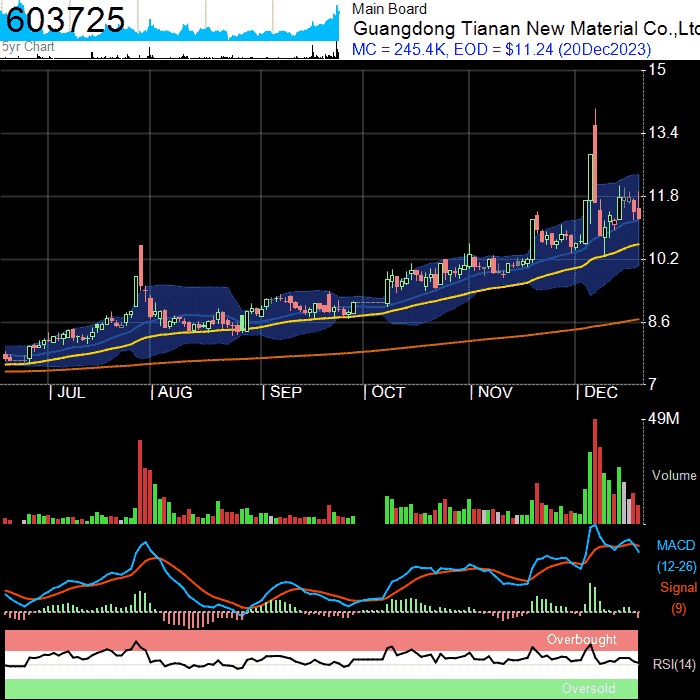 603725
5yr Chart
Main Board
Guangdong Tianan New Material Co.,Ltd
MC = 245.4K, EOD = $11.24 (20Dec2023)
15
13.4
11.8
10.2
8.6
7
JUL
AUG
SEP
OCT
NOV
DEC
49M
Volume
MACD
(12-26)
Signal
(9)
Overbought
RSI(14)
Oversold